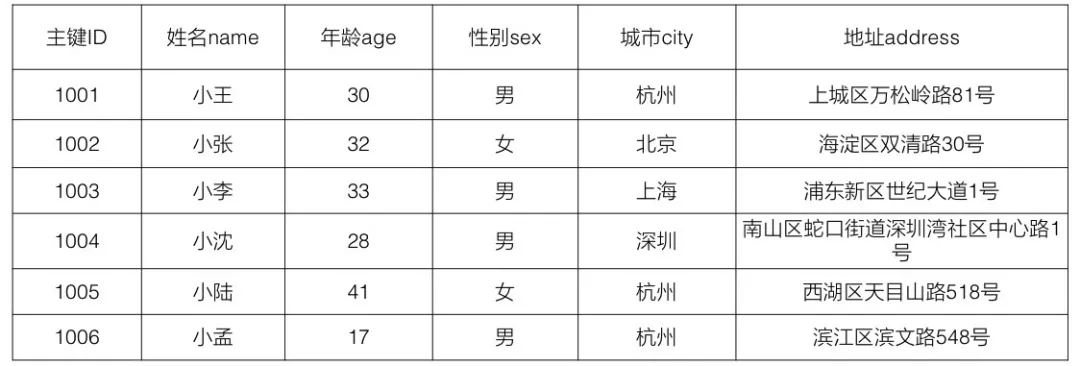 主键ID 姓名name 年龄age 性别sex 城市city 地址address
1001 小王 30 男 杭州 上城区万松岭路81号
1002 小张 32 女 北京 海淀区双清路30号
1003 小李 33 男 上海 浦东新区世纪大道1号
1004 小沈 28 男 深圳 南山区蛇口街道深圳湾社区中心路1
号
1005 小陆 41 女 杭州 西湖区天目山路518号
1006 小孟 17 男 杭州 滨江区滨文路548号